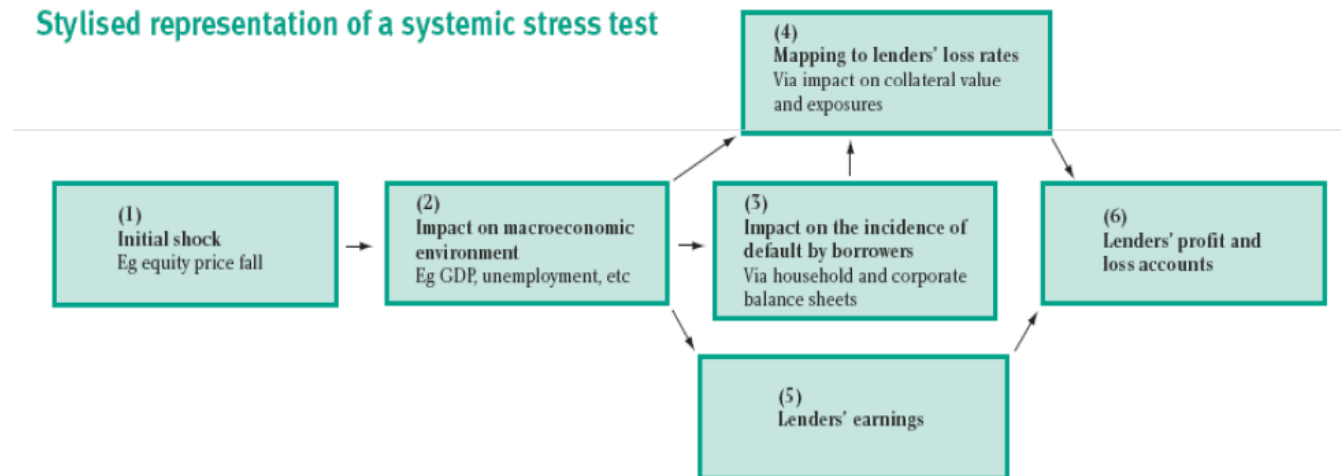 Stylised representation of a systemic stress test
(1)
Initial shock
Eg equity price fall
(2)
Impact on macroeconomic
environment
Eg GDP, unemployment, etc
(3)
Impact on the incidence of
default by borrowers
Via household and corporate
balance sheets
(4)
Mapping to lenders’ loss rates
Via impact on collateral value
and exposures
(5)
Lenders’ earnings
(6)
Lenders’ profit and
loss accounts